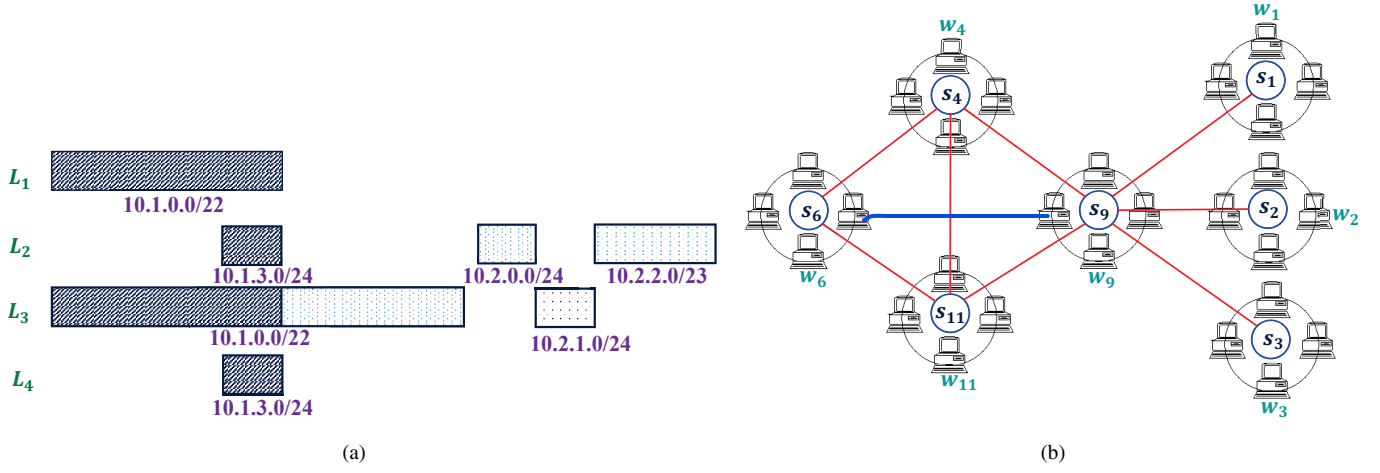 L₁
10.1.0.0/22
L₂
10.1.3.0/24
10.2.0.0/24
10.2.2.0/23
L₃
10.1.0.0/22
10.2.1.0/24
L₄
10.1.3.0/24
(a)
w₄
s₄
w₁
s₁
s₆
w₆
s₉
w₉
s₂
w₂
s₁₁
w₁₁
s₃
w₃
(b)